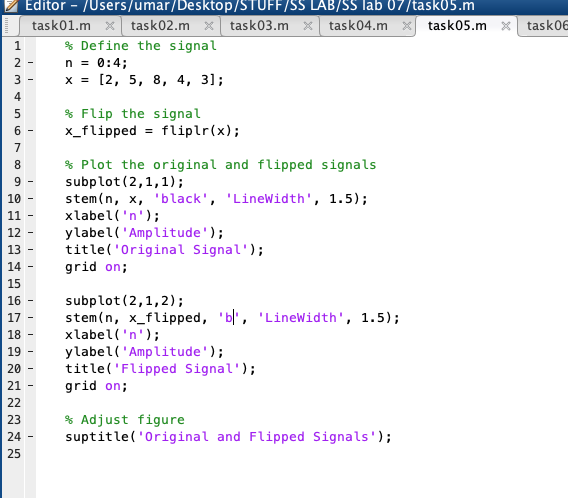 Editor - /Users/umar/Desktop/STUFF/SS LAB/SS lab 07/task05.m
task01.m × task02.m × task03.m × task04.m × task05.m × task06
1 % Define the signal
2 - n = 0:4;
3 - x = [2, 5, 8, 4, 3];
4
5 % Flip the signal
6 - x_flipped = fliplr(x);
7
8 % Plot the original and flipped signals
9 - subplot(2,1,1);
10 - stem(n, x, 'black', 'LineWidth', 1.5);
11 - xlabel('n');
12 - ylabel('Amplitude');
13 - title('Original Signal');
14 - grid on;
15
16 - subplot(2,1,2);
17 - stem(n, x_flipped, 'b', 'LineWidth', 1.5);
18 - xlabel('n');
19 - ylabel('Amplitude');
20 - title('Flipped Signal');
21 - grid on;
22
23 % Adjust figure
24 - suptitle('Original and Flipped Signals');
25